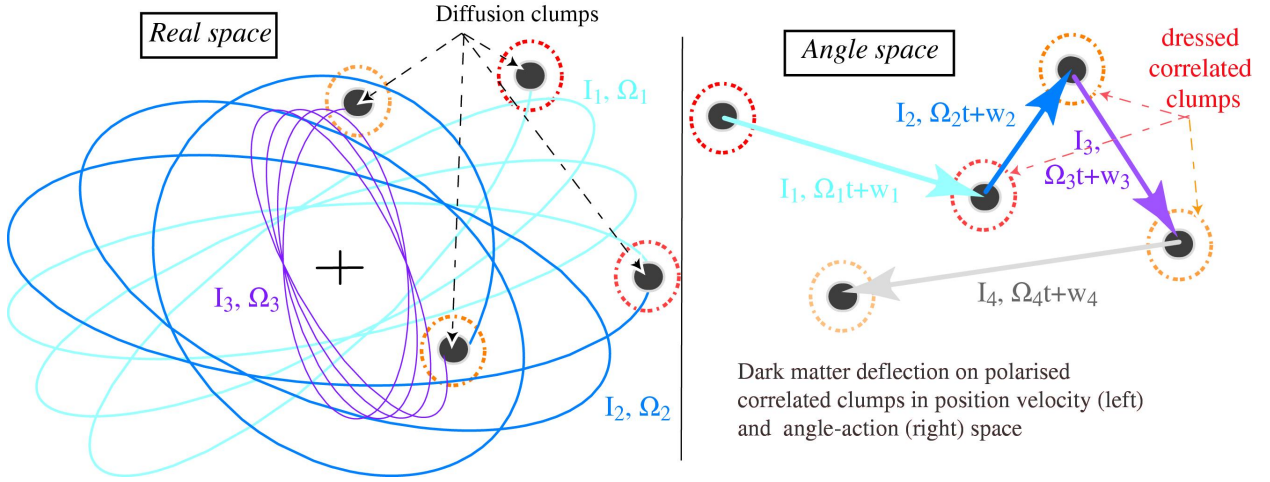 Real space
Diffusion clumps
I₁, Ω₁
I₃, Ω₃
I₂, Ω₂
Angle space
dressed
correlated
clumps
I₂, Ω₂t+w₂
I₃,
Ω₃t+w₃
I₁, Ω₁t+w₁
I₄, Ω₄t+w₄
Dark matter deflection on polarised
correlated clumps in position velocity (left)
and angle-action (right) space